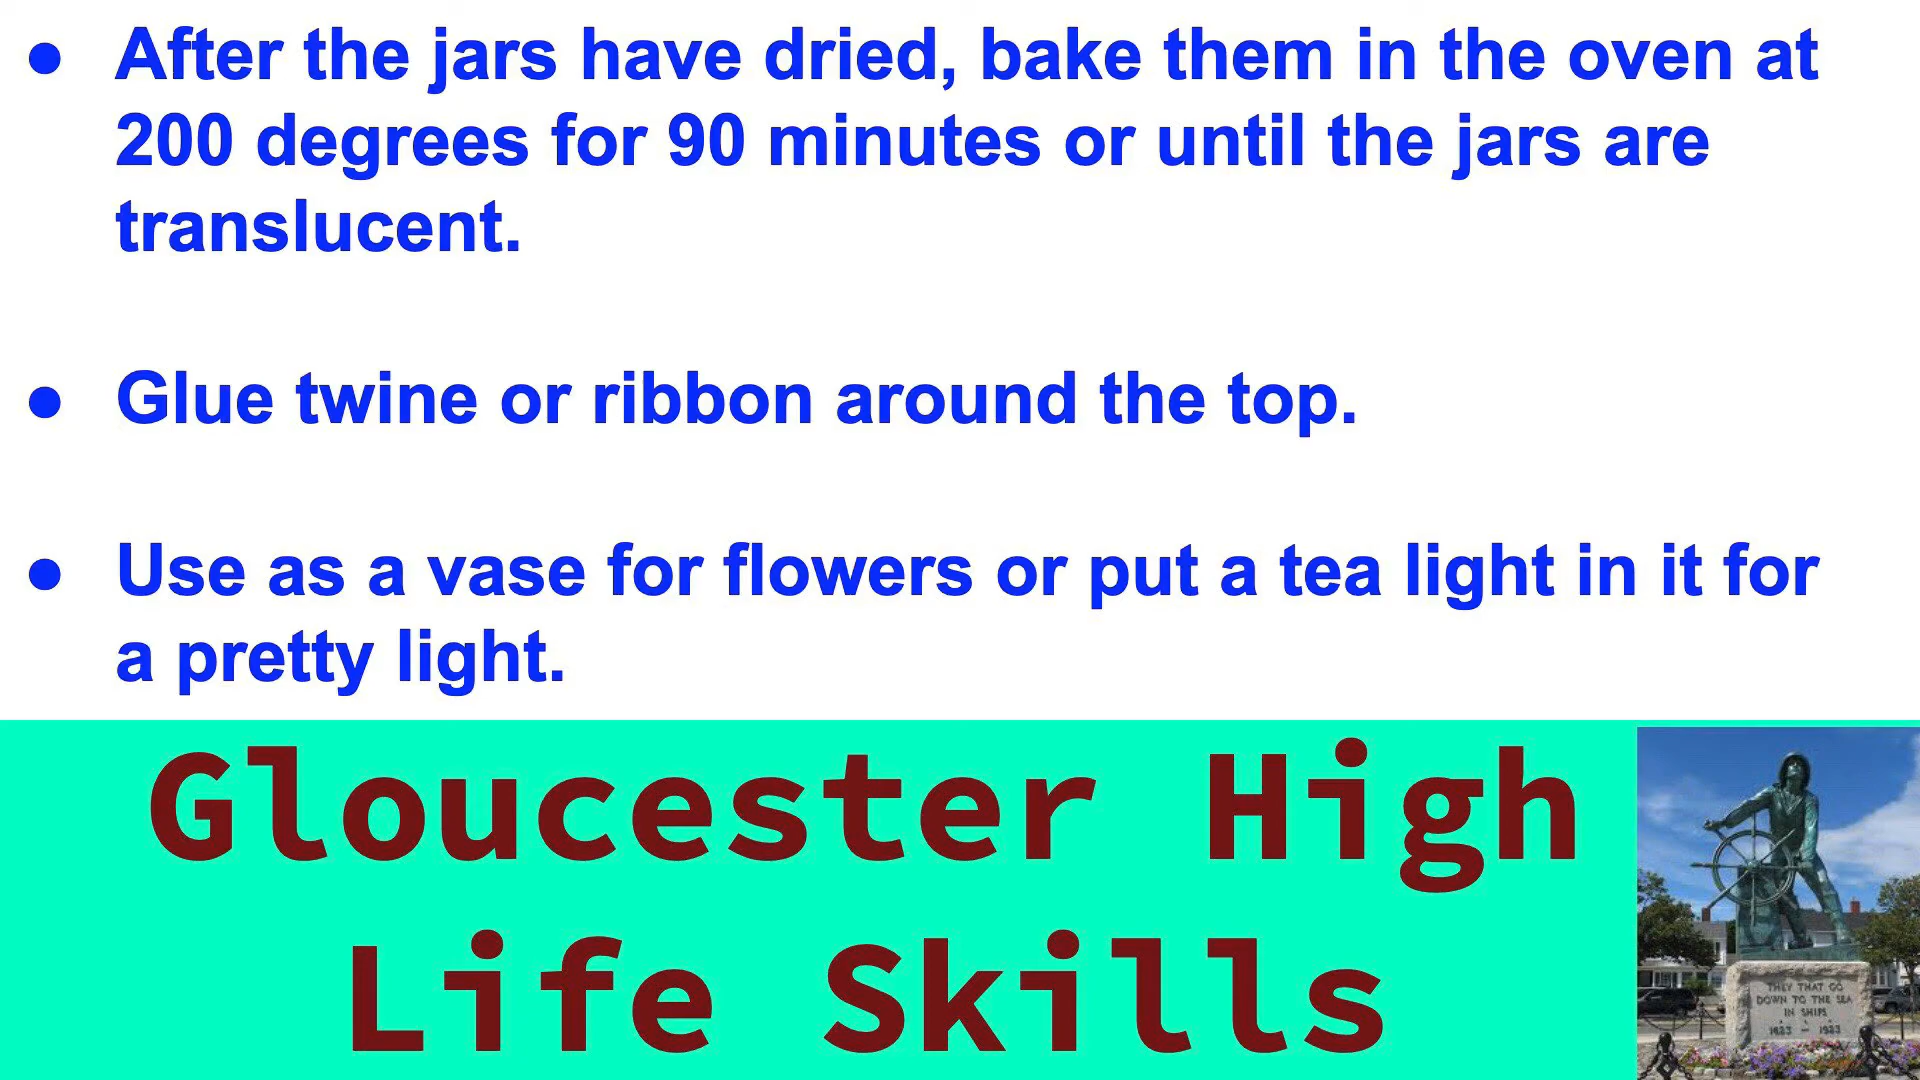 ● After the jars have dried, bake them in the oven at
200 degrees for 90 minutes or until the jars are
translucent.
● Glue twine or ribbon around the top.
● Use as a vase for flowers or put a tea light in it for
a pretty light.
Gloucester High
Life Skills
THEY THAT GO
DOWN TO THE SEA
IN SHIPS
1623 – 1923